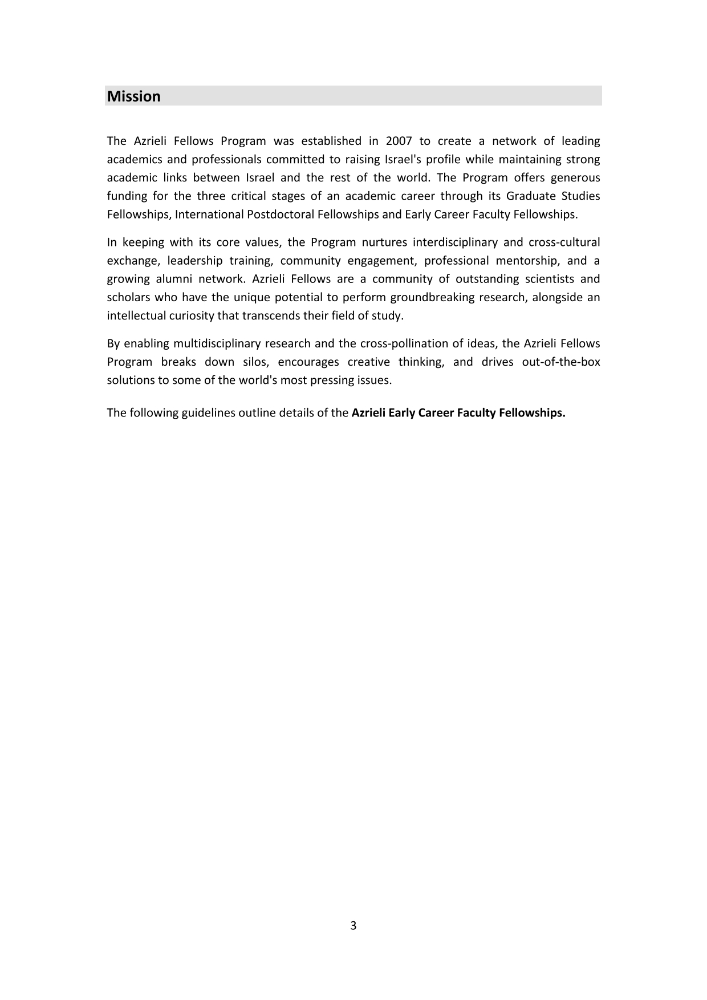 Mission
The Azrieli Fellows Program was established in 2007 to create a network of leading
academics and professionals committed to raising Israel's profile while maintaining strong
academic links between Israel and the rest of the world. The Program offers generous
funding for the three critical stages of an academic career through its Graduate Studies
Fellowships, International Postdoctoral Fellowships and Early Career Faculty Fellowships.
In keeping with its core values, the Program nurtures interdisciplinary and cross-cultural
exchange, leadership training, community engagement, professional mentorship, and a
growing alumni network. Azrieli Fellows are a community of outstanding scientists and
scholars who have the unique potential to perform groundbreaking research, alongside an
intellectual curiosity that transcends their field of study.
By enabling multidisciplinary research and the cross-pollination of ideas, the Azrieli Fellows
Program breaks down silos, encourages creative thinking, and drives out-of-the-box
solutions to some of the world's most pressing issues.
The following guidelines outline details of the Azrieli Early Career Faculty Fellowships.
3